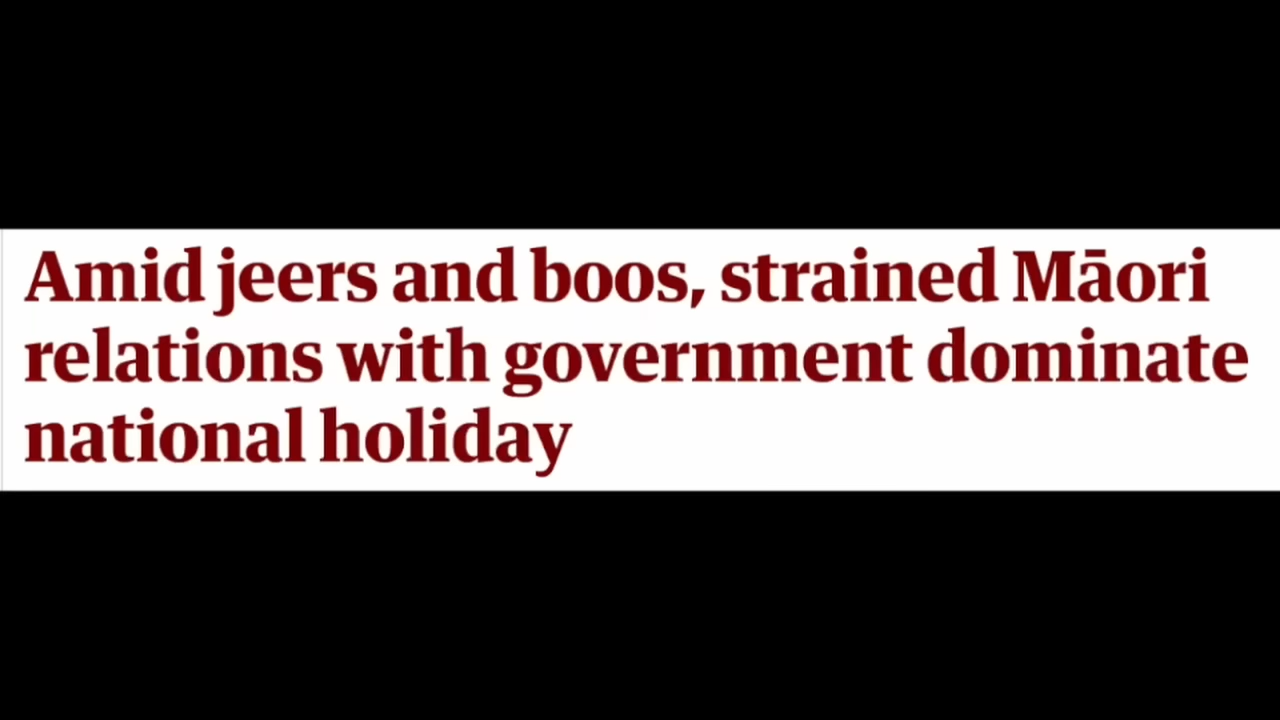 Amid jeers and boos, strained Māori
relations with government dominate
national holiday